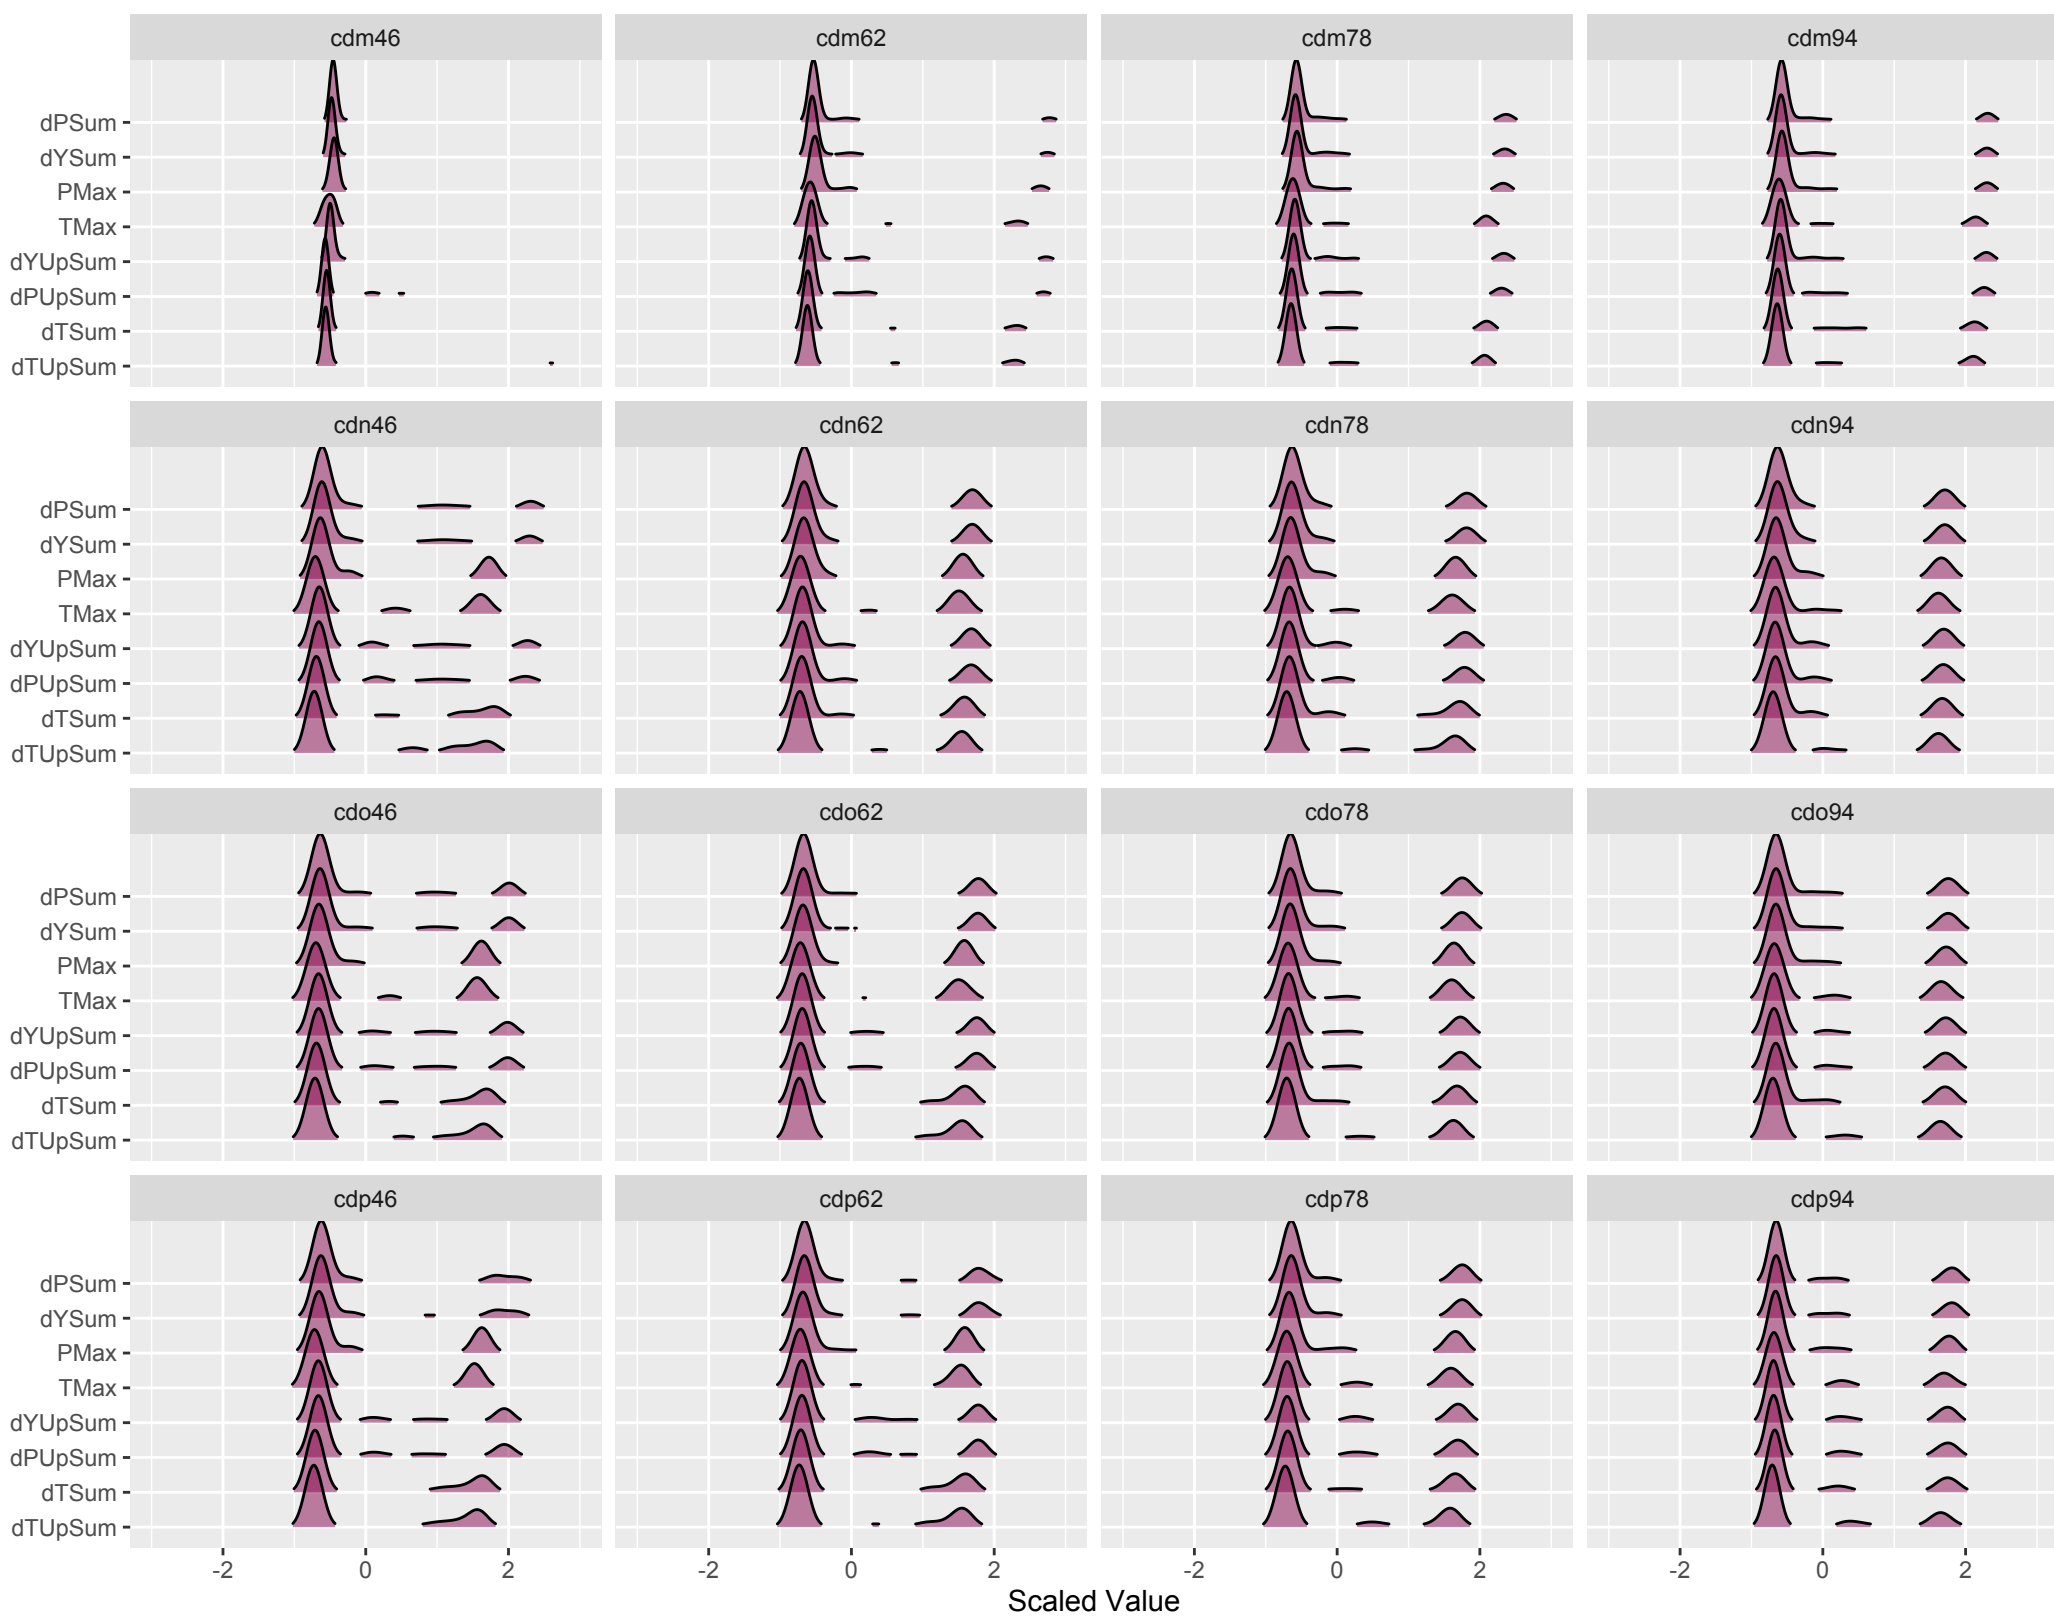 cdm46 cdm62 cdm78 cdm94
dPSum
dYSum
PMax
TMax
dYUpSum
dPUpSum
dTSum
dTUpSum
cdn46 cdn62 cdn78 cdn94
dPSum
dYSum
PMax
TMax
dYUpSum
dPUpSum
dTSum
dTUpSum
cdo46 cdo62 cdo78 cdo94
dPSum
dYSum
PMax
TMax
dYUpSum
dPUpSum
dTSum
dTUpSum
cdp46 cdp62 cdp78 cdp94
dPSum
dYSum
PMax
TMax
dYUpSum
dPUpSum
dTSum
dTUpSum
-2 0 2 -2 0 2 -2 0 2 -2 0 2
Scaled Value